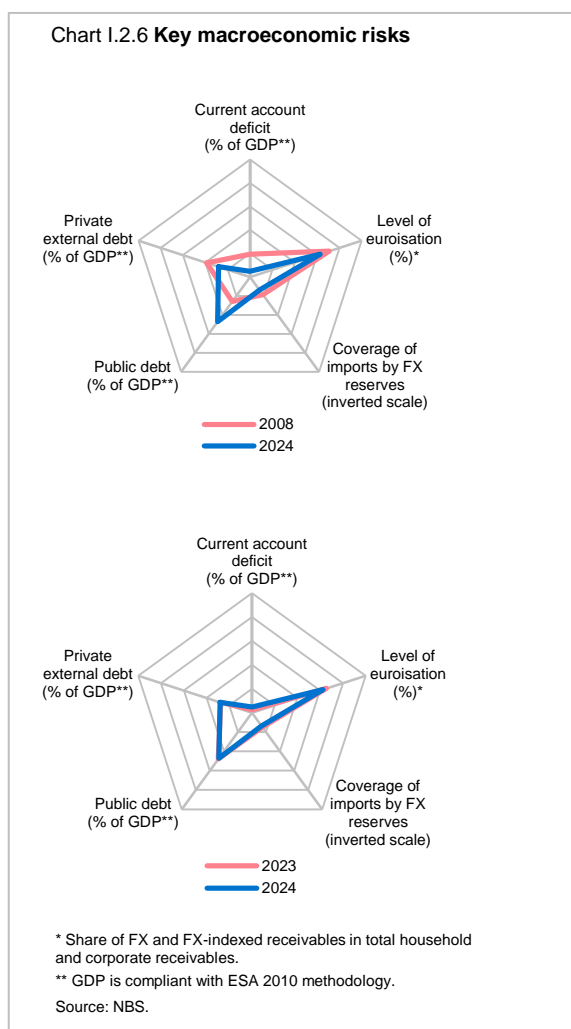 Chart I.2.6 Key macroeconomic risks
Current account
deficit
(% of GDP**)
Private
external debt
(% of GDP**)
Level of
euroisation
(%)*
Public debt
(% of GDP**)
Coverage of
imports by FX
reserves
(inverted scale)
2008
2024
Current account
deficit
(% of GDP**)
Private
external debt
(% of GDP**)
Level of
euroisation
(%)*
Public debt
(% of GDP**)
Coverage of
imports by FX
reserves
(inverted scale)
2023
2024
* Share of FX and FX-indexed receivables in total household
and corporate receivables.
** GDP is compliant with ESA 2010 methodology.
Source: NBS.